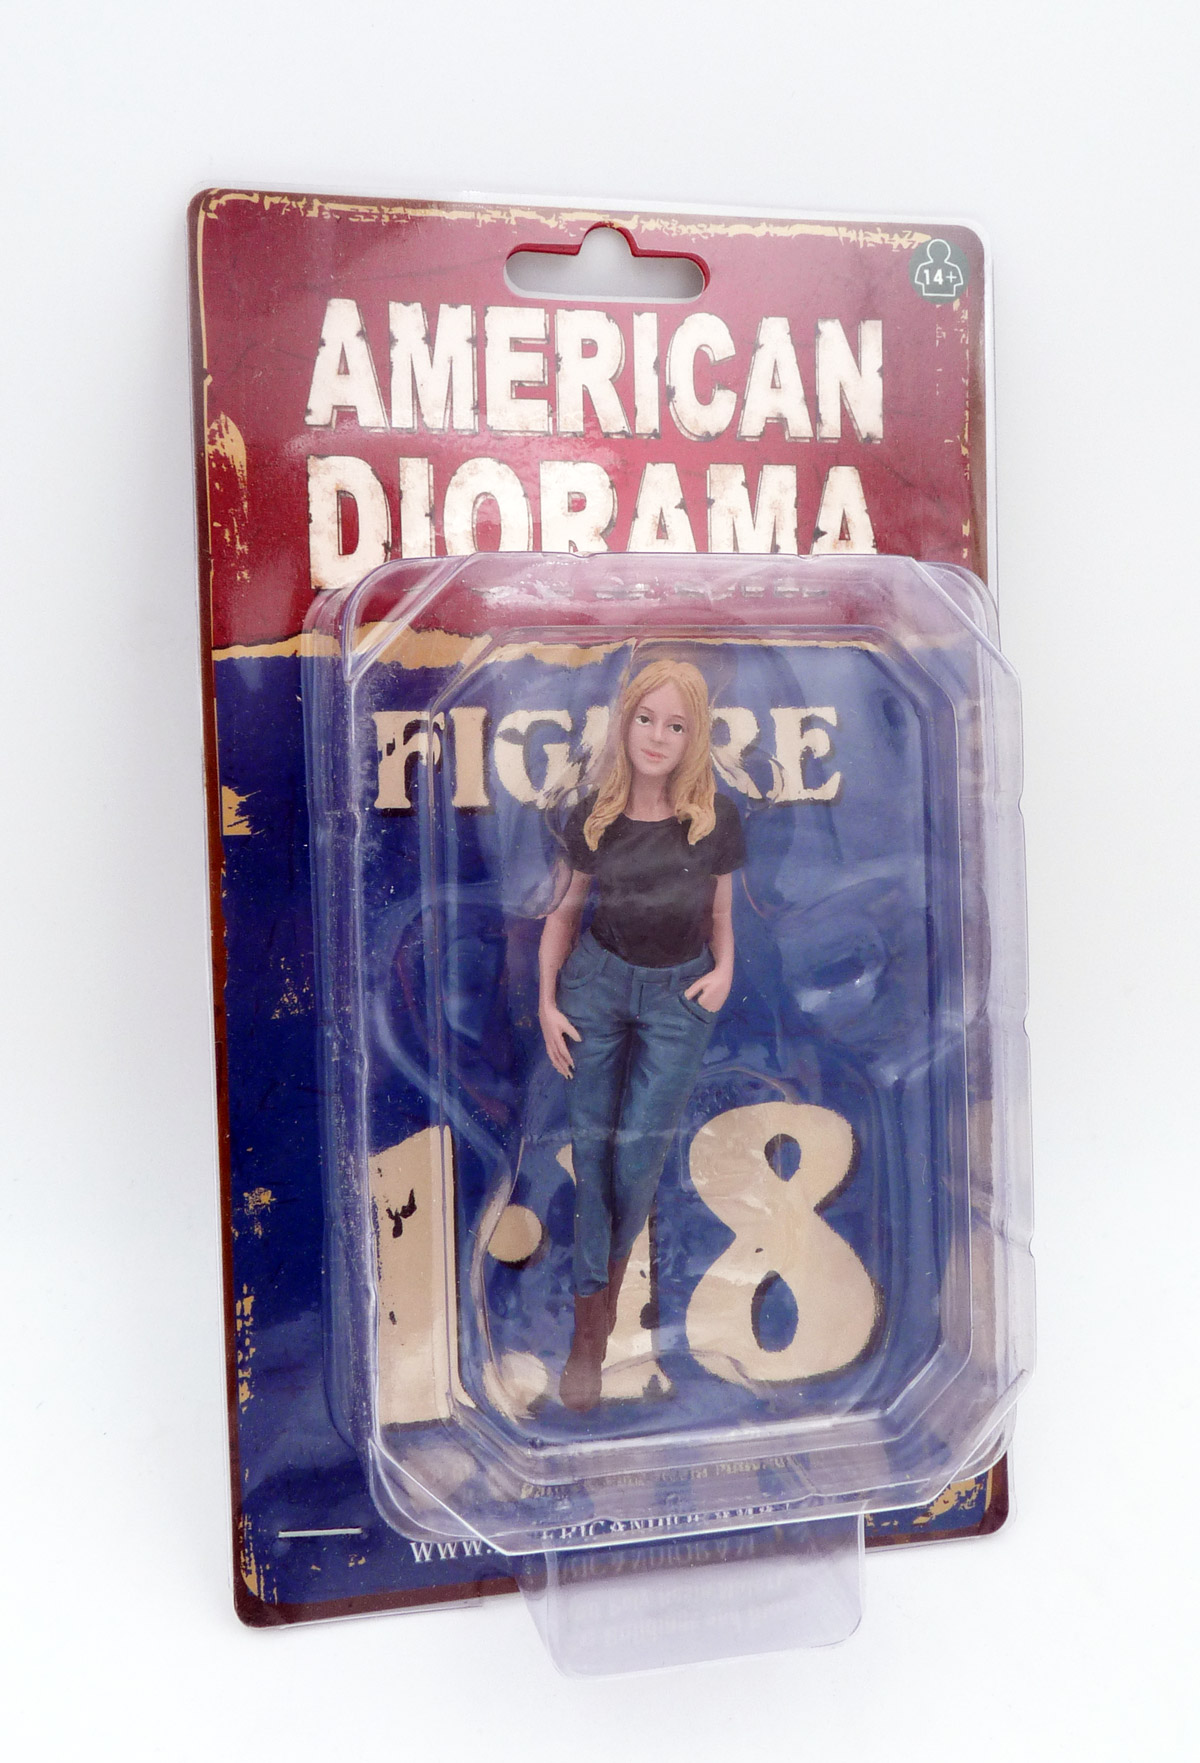 14+
AMERICAN
DIORAMA
FIGURE
1:18